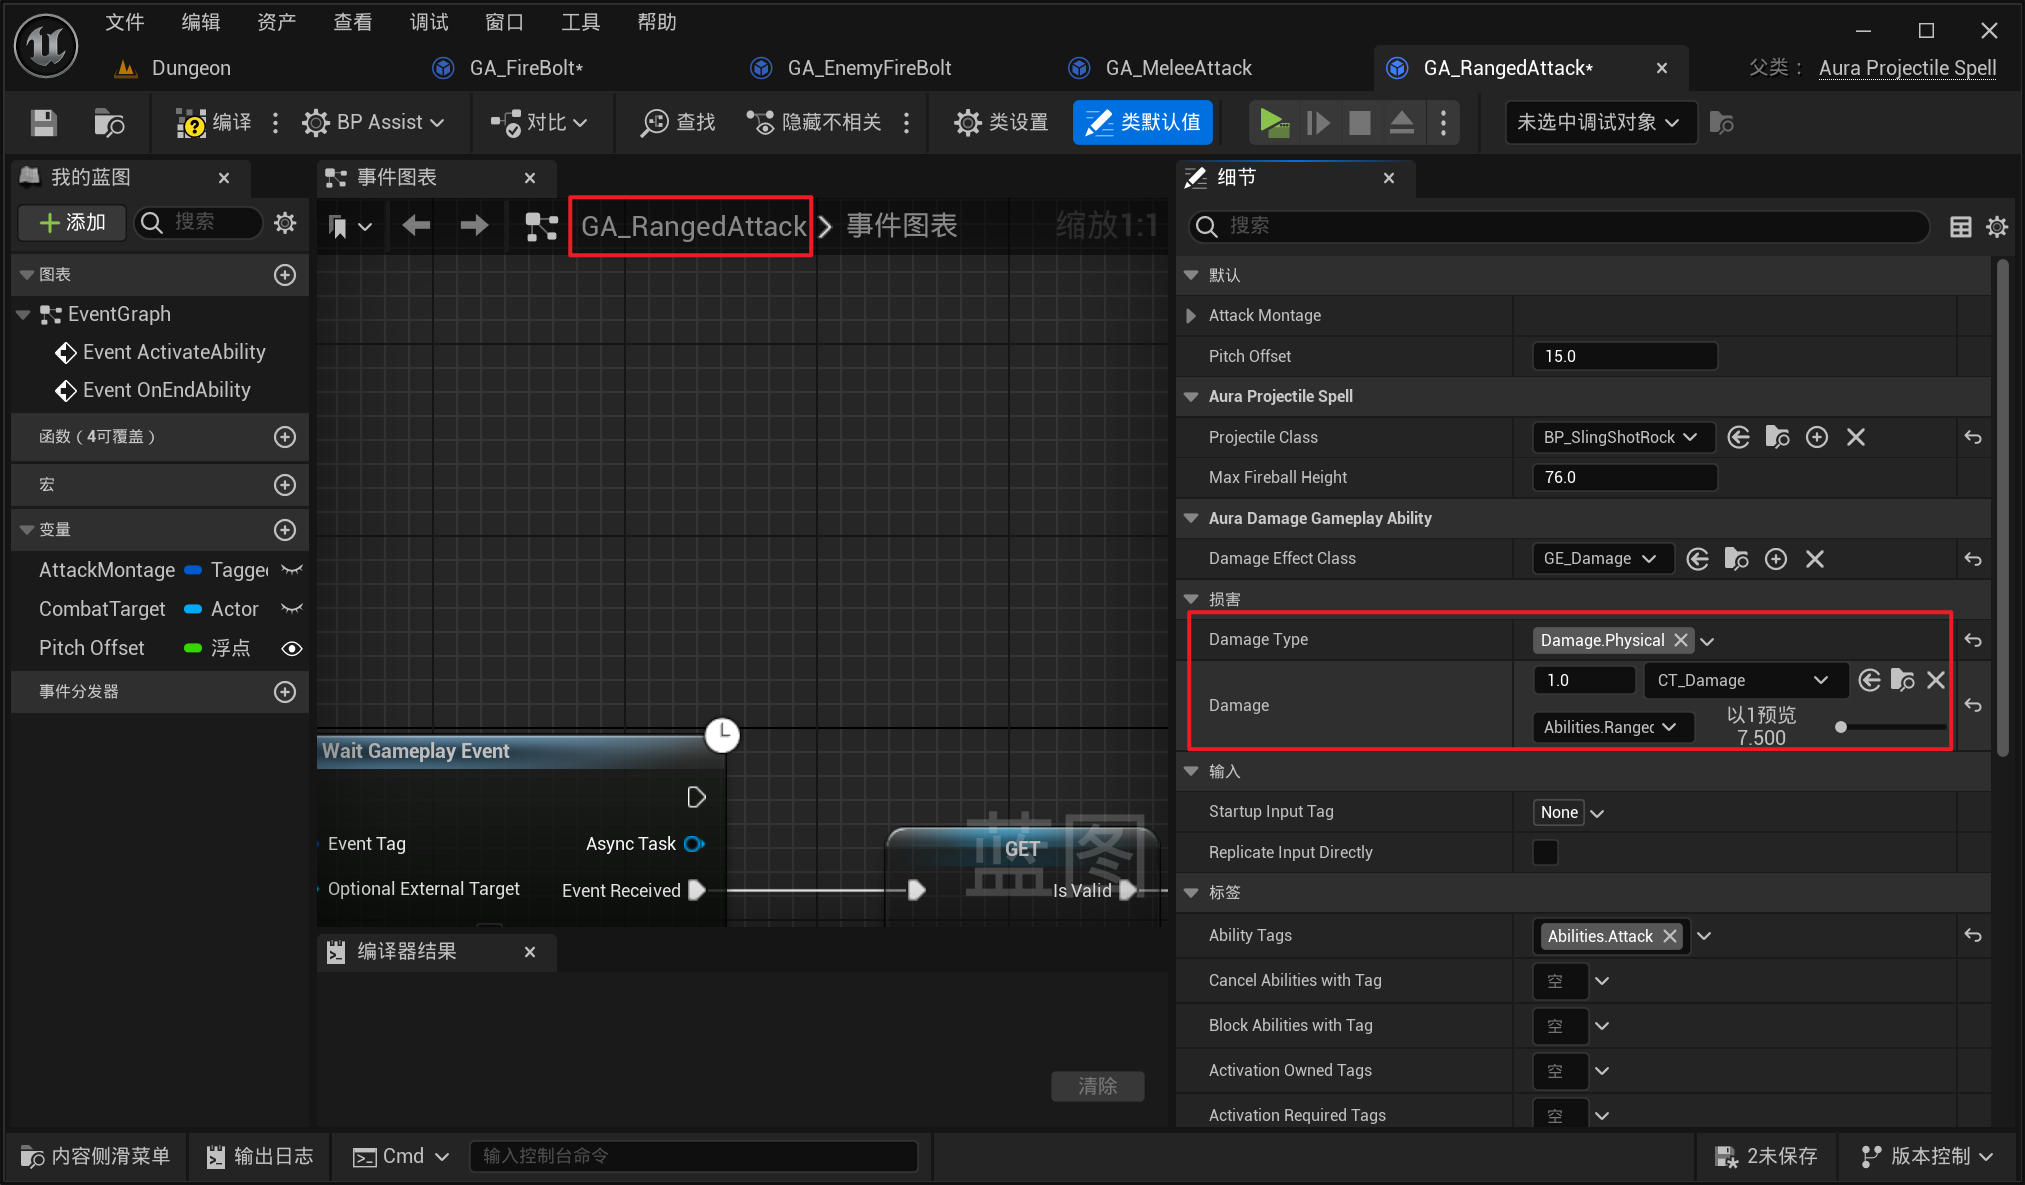 文件 编辑 资产 查看 调试 窗口 工具 帮助
Dungeon GA_FireBolt* GA_EnemyFireBolt GA_MeleeAttack GA_RangedAttack* 父类： Aura Projectile Spell
编译 BP Assist 对比 查找 隐藏不相关 类设置 类默认值 未选中调试对象
我的蓝图
添加 搜索
图表
EventGraph
Event ActivateAbility
Event OnEndAbility
函数（4可覆盖）
宏
变量
AttackMontage Tagge
CombatTarget Actor
Pitch Offset 浮点
事件分发器
事件图表
GA_RangedAttack 事件图表 缩放1:1
Wait Gameplay Event
Event Tag Async Task
Optional External Target Event Received
GET
Is Valid
蓝图
编译器结果
清除
细节
搜索
默认
Attack Montage
Pitch Offset 15.0
Aura Projectile Spell
Projectile Class BP_SlingShotRock
Max Fireball Height 76.0
Aura Damage Gameplay Ability
Damage Effect Class GE_Damage
损害
Damage Type Damage.Physical
Damage 1.0 CT_Damage
Abilities.Ranged 以1预览
7.500
输入
Startup Input Tag None
Replicate Input Directly
标签
Ability Tags Abilities.Attack
Cancel Abilities with Tag 空
Block Abilities with Tag 空
Activation Owned Tags 空
Activation Required Tags 空
内容侧滑菜单 输出日志 Cmd 输入控制台命令 2未保存 版本控制